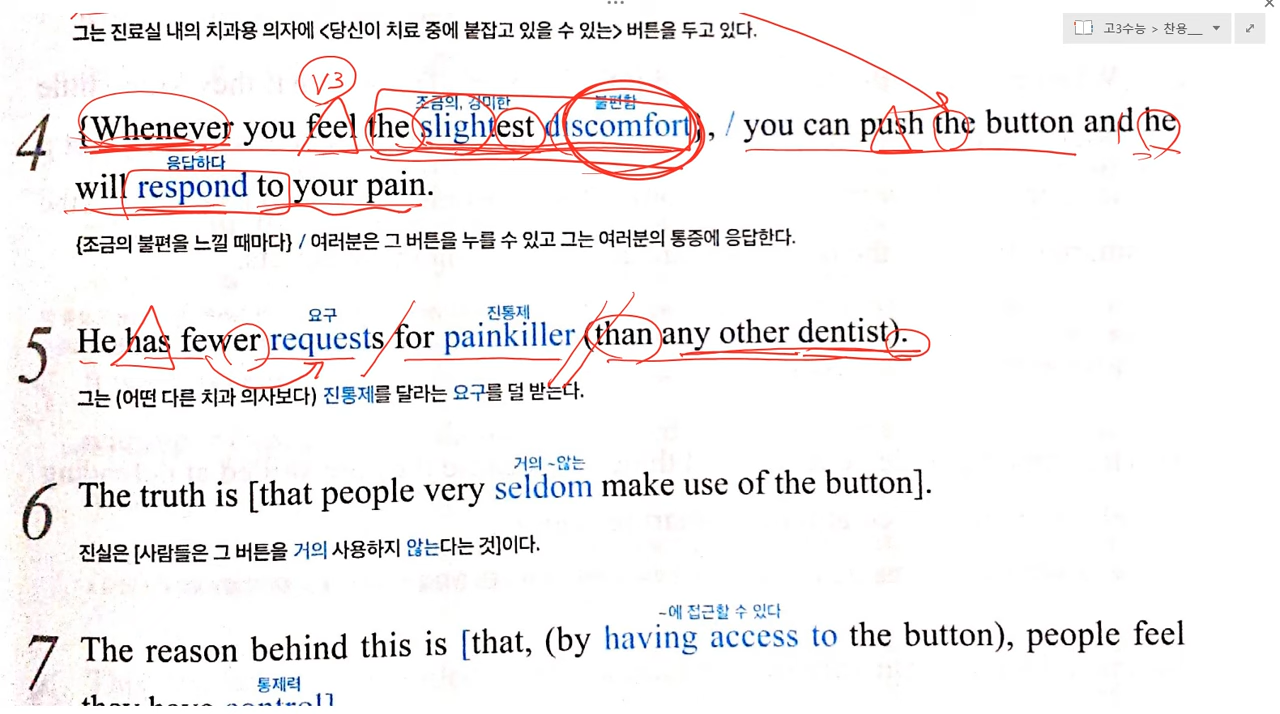 고3수능 > 찬용__
그는 진료실 내의 치과용 의자에 <당신이 치료 중에 붙잡고 있을 수 있는> 버튼을 두고 있다.
V3
조금의, 경미한 불편함
4 {Whenever you feel the slightest discomfort}, / you can push the button and he
응답하다
will respond to your pain.
{조금의 불편을 느낄 때마다} / 여러분은 그 버튼을 누를 수 있고 그는 여러분의 통증에 응답한다.
요구 진통제
5 He has fewer requests for painkiller (than any other dentist).
그는 (어떤 다른 치과 의사보다) 진통제를 달라는 요구를 덜 받는다.
거의 ~않는
6 The truth is [that people very seldom make use of the button].
진실은 [사람들은 그 버튼을 거의 사용하지 않는다는 것]이다.
~에 접근할 수 있다
7 The reason behind this is [that, (by having access to the button), people feel
통제력
they have control]